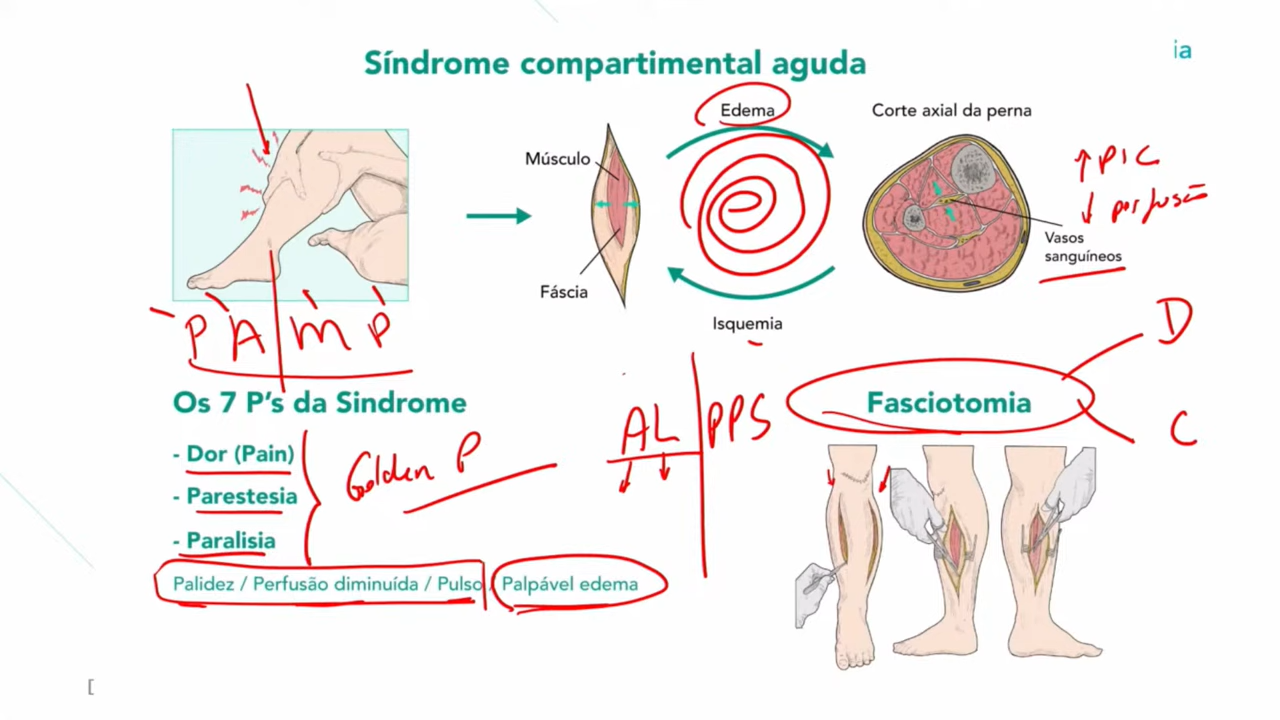 Síndrome compartimental aguda
ia
Edema
Corte axial da perna
Músculo
↑ PIC
↓ perfusão
Vasos
sanguíneos
Fáscia
Isquemia
P A M P
D
Os 7 P's da Sindrome
Fasciotomia
AL PPS
C
- Dor (Pain)
Golden P
- Parestesia
- Paralisia
Palidez / Perfusão diminuída / Pulso / Palpável edema
[